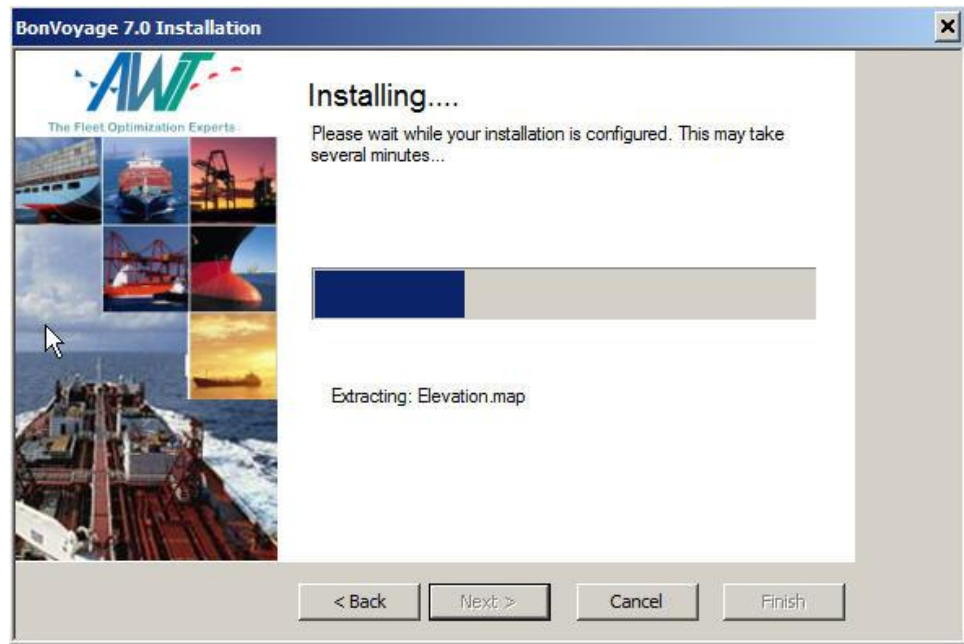 BonVoyage 7.0 Installation
AWT
The Fleet Optimization Experts
Installing....
Please wait while your installation is configured. This may take
several minutes...
Extracting: Elevation.map
< Back
Next >
Cancel
Finish